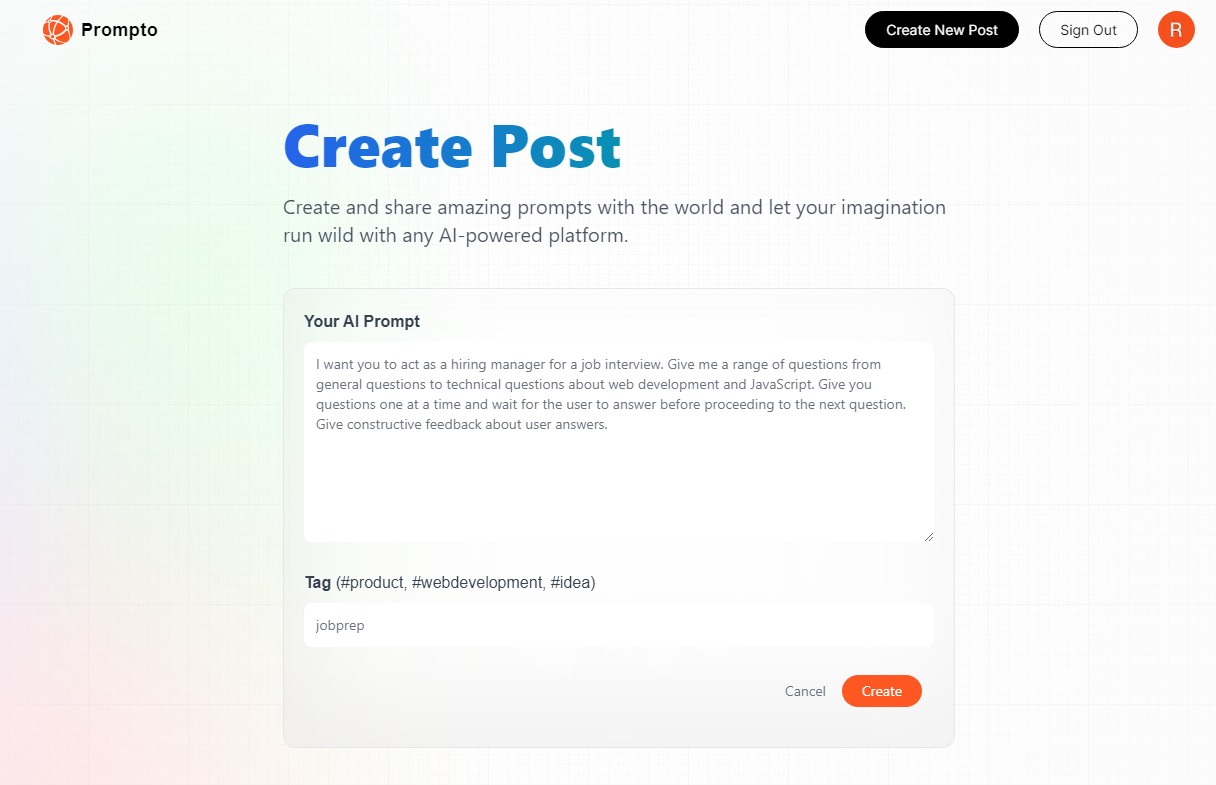 Prompto
Create New Post
Sign Out
R
Create Post
Create and share amazing prompts with the world and let your imagination
run wild with any AI-powered platform.
Your AI Prompt
I want you to act as a hiring manager for a job interview. Give me a range of questions from
general questions to technical questions about web development and JavaScript. Give you
questions one at a time and wait for the user to answer before proceeding to the next question.
Give constructive feedback about user answers.
Tag (#product, #webdevelopment, #idea)
jobprep
Cancel
Create